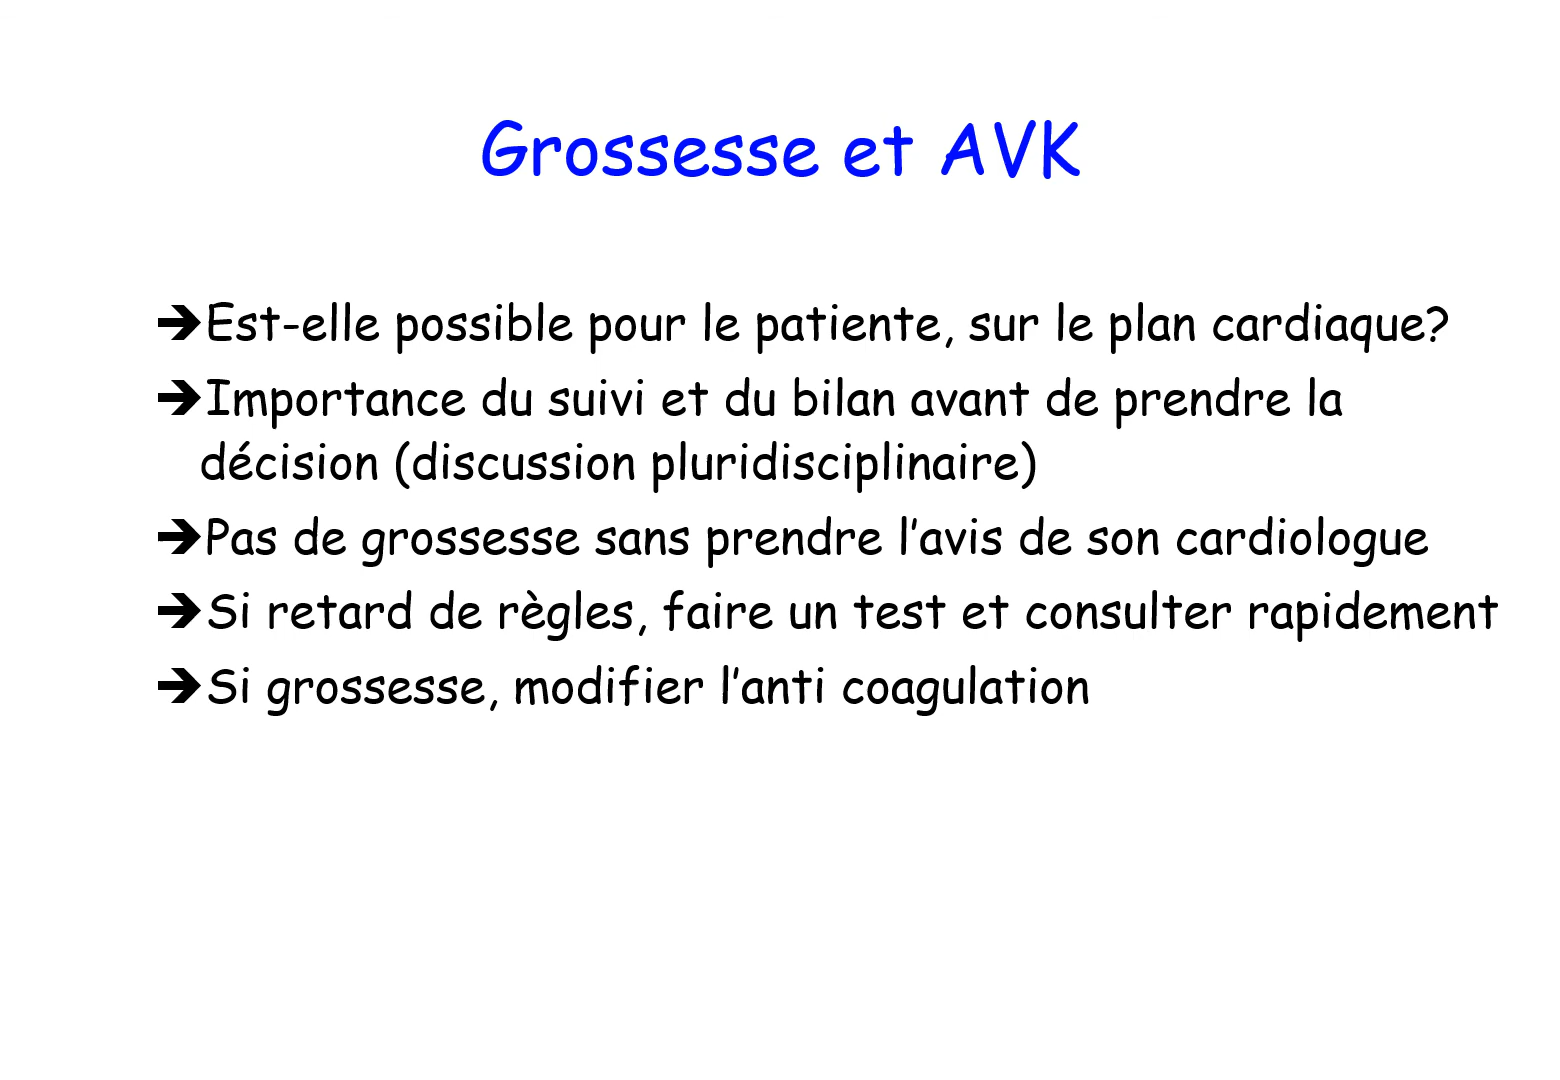 Grossesse et AVK
➔Est-elle possible pour le patiente, sur le plan cardiaque?
➔Importance du suivi et du bilan avant de prendre la
décision (discussion pluridisciplinaire)
➔Pas de grossesse sans prendre l’avis de son cardiologue
➔Si retard de règles, faire un test et consulter rapidement
➔Si grossesse, modifier l’anti coagulation